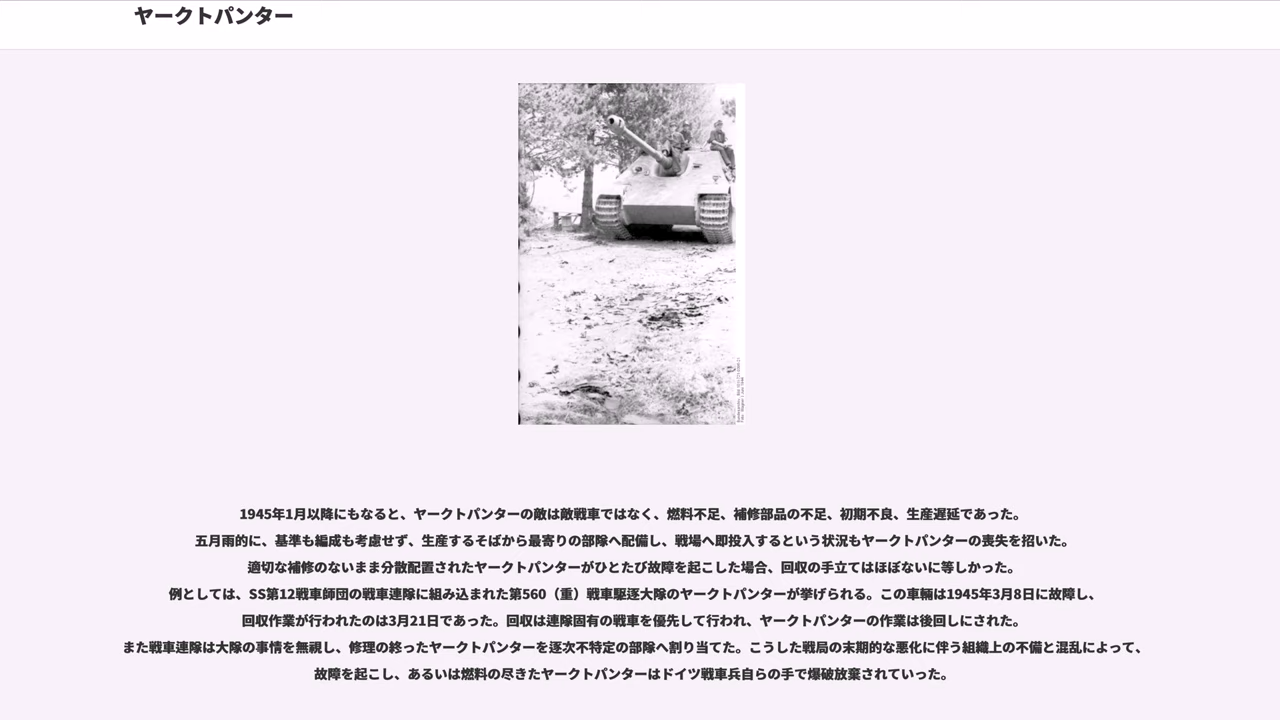 ヤークトパンター
1945年1月以降にもなると、ヤークトパンターの敵は敵戦車ではなく、燃料不足、補修部品の不足、初期不良、生産遅延であった。
五月雨的に、基準も編成も考慮せず、生産するそばから最寄りの部隊へ配備し、戦場へ即投入するという状況もヤークトパンターの喪失を招いた。
適切な補修のないまま分散配置されたヤークトパンターがひとたび故障を起こした場合、回収の手立てはほぼないに等しかった。
例としては、SS第12戦車師団の戦車連隊に組み込まれた第560（重）戦車駆逐大隊のヤークトパンターが挙げられる。この車輛は1945年3月8日に故障し、
回収作業が行われたのは3月21日であった。回収は連隊固有の戦車を優先して行われ、ヤークトパンターの作業は後回しにされた。
また戦車連隊は大隊の事情を無視し、修理の終ったヤークトパンターを逐次不特定の部隊へ割り当てた。こうした戦局の末期的な悪化に伴う組織上の不備と混乱によって、
故障を起こし、あるいは燃料の尽きたヤークトパンターはドイツ戦車兵自らの手で爆破放棄されていった。